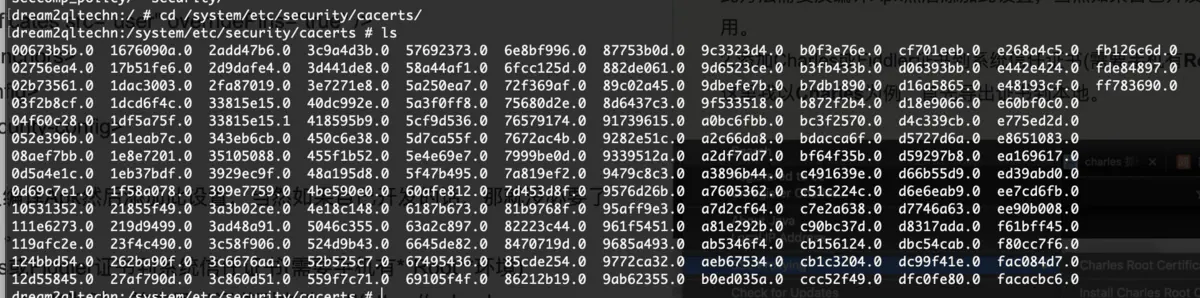 dream2qltechn:/ # cd /system/etc/security/cacerts/
dream2qltechn:/system/etc/security/cacerts # ls
00673b5b.0 1676090a.0 2add47b6.0 3c9a4d3b.0 57692373.0 6e8bf996.0 87753b0d.0 9c3323d4.0 b0f3e76e.0 cf701eeb.0 e268a4c5.0 fb126c6d.0
02756ea4.0 17b51fe6.0 2d9dafe4.0 3d441de8.0 58a44af1.0 6fcc125d.0 882de061.0 9d6523ce.0 b3fb433b.0 d06393bb.0 e442e424.0 fde84897.0
02b73561.0 1dac3003.0 2fa87019.0 3e7271e8.0 5a250ea7.0 72f369af.0 89c02a45.0 9dbefe7b.0 b7db1890.0 d16a5865.0 e48193cf.0 ff783690.0
03f2b8cf.0 1dcd6f4c.0 33815e15.0 40dc992e.0 5a3f0ff8.0 75680d2e.0 8d6437c3.0 9f533518.0 b872f2b4.0 d18e9066.0 e60bf0c0.0
04f60c28.0 1df5a75f.0 33815e15.1 418595b9.0 5cf9d536.0 76579174.0 91739615.0 a0bc6fbb.0 bc3f2570.0 d4c339cb.0 e775ed2d.0
052e396b.0 1e1eab7c.0 343eb6cb.0 450c6e38.0 5d7ca55f.0 7672ac4b.0 9282e51c.0 a2c66da8.0 bdacca6f.0 d5727d6a.0 e8651083.0
08aef7bb.0 1e8e7201.0 35105088.0 455f1b52.0 5e4e69e7.0 7999be0d.0 9339512a.0 a2df7ad7.0 bf64f35b.0 d59297b8.0 ea169617.0
0d5a4e1c.0 1eb37bdf.0 3929ec9f.0 48a195d8.0 5f47b495.0 7a819ef2.0 9479c8c3.0 a3896b44.0 c491639e.0 d66b55d9.0 ed39abd0.0
0d69c7e1.0 1f58a078.0 399e7759.0 4be590e0.0 60afe812.0 7d453d8f.0 9576d26b.0 a7605362.0 c51c224c.0 d6e6eab9.0 ee7cd6fb.0
10531352.0 21855f49.0 3a3b02ce.0 4e18c148.0 6187b673.0 81b9768f.0 95aff9e3.0 a7d2cf64.0 c7e2a638.0 d7746a63.0 ee90b008.0
111e6273.0 219d9499.0 3ad48a91.0 5046c355.0 63a2c897.0 82223c44.0 961f5451.0 a81e292b.0 c90bc37d.0 d8317ada.0 f61bff45.0
119afc2e.0 23f4c490.0 3c58f906.0 524d9b43.0 6645de82.0 8470719d.0 9685a493.0 ab5346f4.0 cb156124.0 dbc54cab.0 f80cc7f6.0
124bbd54.0 262ba90f.0 3c6676aa.0 52b525c7.0 67495436.0 85cde254.0 9772ca32.0 aeb67534.0 cb1c3204.0 dc99f41e.0 fac084d7.0
12d55845.0 27af790d.0 3c860d51.0 559f7c71.0 69105f4f.0 86212b19.0 9ab62355.0 b0ed035a.0 ccc52f49.0 dfc0fe80.0 facacbc6.0
dream2qltechn:/system/etc/security/cacerts #
Charles Root Certific
Check for Updates
Install Charles Root C